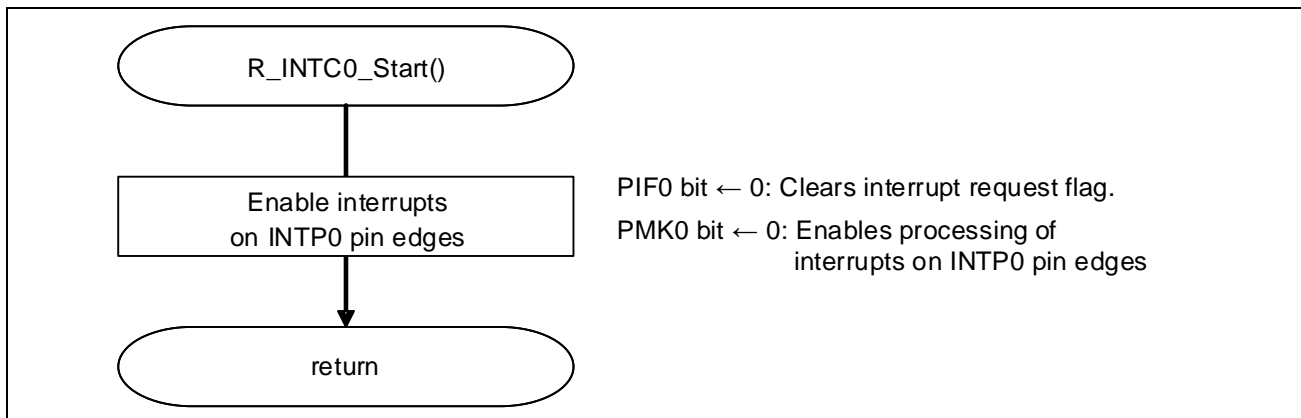 R_INTC0_Start()
Enable interrupts
on INTP0 pin edges
PIF0 bit ← 0: Clears interrupt request flag.
PMK0 bit ← 0: Enables processing of
interrupts on INTP0 pin edges
return